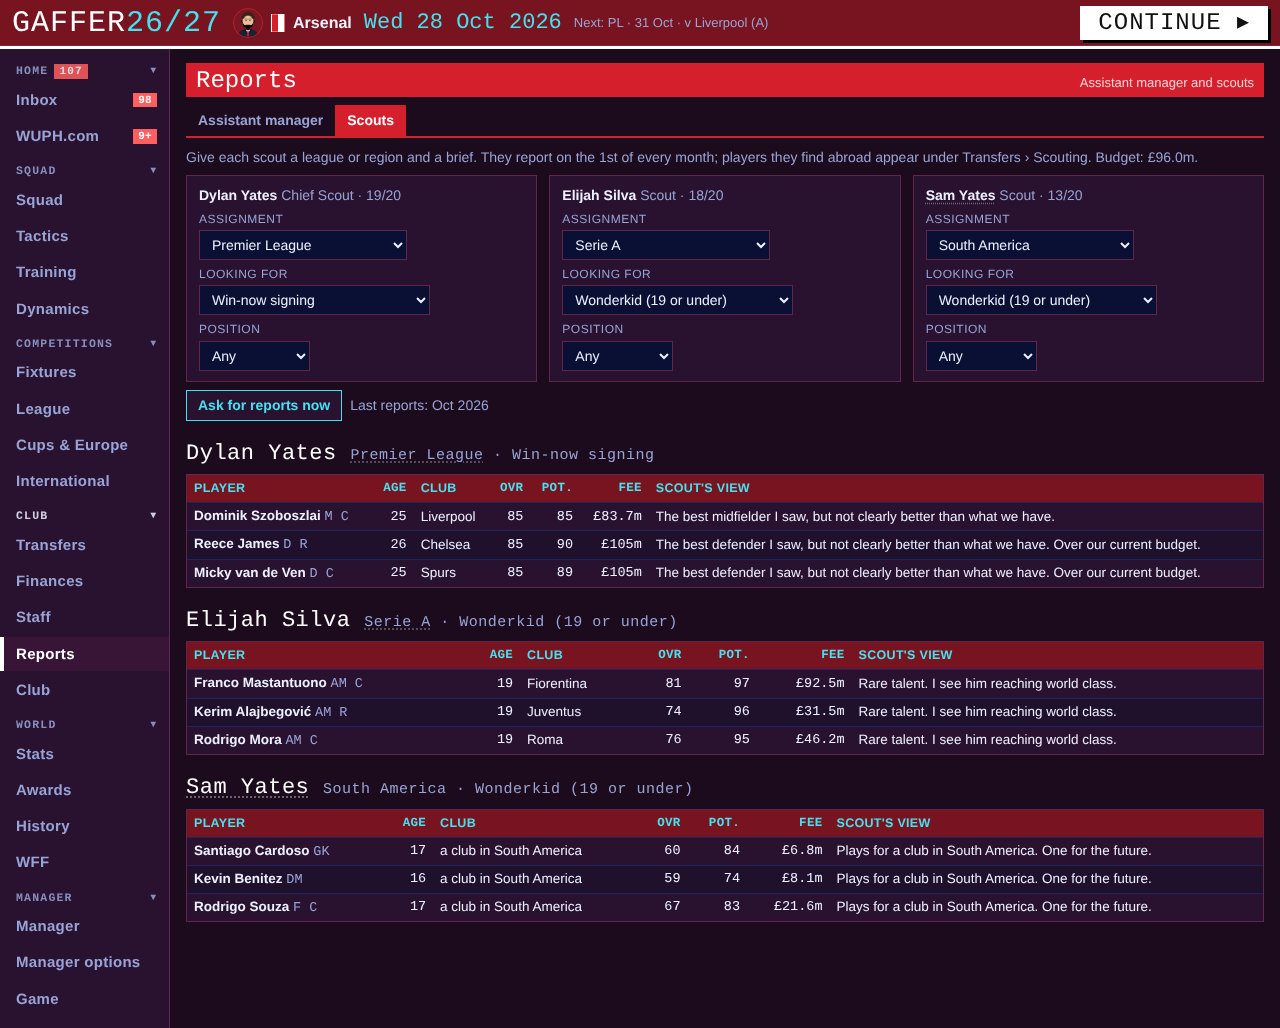 GAFFER26/27 Arsenal Wed 28 Oct 2026 Next: PL · 31 Oct · v Liverpool (A) CONTINUE ►
HOME 107 ▼
Inbox 98
WUPH.com 9+
SQUAD ▼
Squad
Tactics
Training
Dynamics
COMPETITIONS ▼
Fixtures
League
Cups & Europe
International
CLUB ▼
Transfers
Finances
Staff
Reports
Club
WORLD ▼
Stats
Awards
History
WFF
MANAGER ▼
Manager
Manager options
Game
Reports Assistant manager and scouts
Assistant manager Scouts
Give each scout a league or region and a brief. They report on the 1st of every month; players they find abroad appear under Transfers › Scouting. Budget: £96.0m.
Dylan Yates Chief Scout · 19/20
ASSIGNMENT
Premier League
LOOKING FOR
Win-now signing
POSITION
Any
Elijah Silva Scout · 18/20
ASSIGNMENT
Serie A
LOOKING FOR
Wonderkid (19 or under)
POSITION
Any
Sam Yates Scout · 13/20
ASSIGNMENT
South America
LOOKING FOR
Wonderkid (19 or under)
POSITION
Any
Ask for reports now Last reports: Oct 2026
Dylan Yates Premier League · Win-now signing
PLAYER AGE CLUB OVR POT. FEE SCOUT'S VIEW
Dominik Szoboszlai M C 25 Liverpool 85 85 £83.7m The best midfielder I saw, but not clearly better than what we have.
Reece James D R 26 Chelsea 85 90 £105m The best defender I saw, but not clearly better than what we have. Over our current budget.
Micky van de Ven D C 25 Spurs 85 89 £105m The best defender I saw, but not clearly better than what we have. Over our current budget.
Elijah Silva Serie A · Wonderkid (19 or under)
PLAYER AGE CLUB OVR POT. FEE SCOUT'S VIEW
Franco Mastantuono AM C 19 Fiorentina 81 97 £92.5m Rare talent. I see him reaching world class.
Kerim Alajbegović AM R 19 Juventus 74 96 £31.5m Rare talent. I see him reaching world class.
Rodrigo Mora AM C 19 Roma 76 95 £46.2m Rare talent. I see him reaching world class.
Sam Yates South America · Wonderkid (19 or under)
PLAYER AGE CLUB OVR POT. FEE SCOUT'S VIEW
Santiago Cardoso GK 17 a club in South America 60 84 £6.8m Plays for a club in South America. One for the future.
Kevin Benitez DM 16 a club in South America 59 74 £8.1m Plays for a club in South America. One for the future.
Rodrigo Souza F C 17 a club in South America 67 83 £21.6m Plays for a club in South America. One for the future.